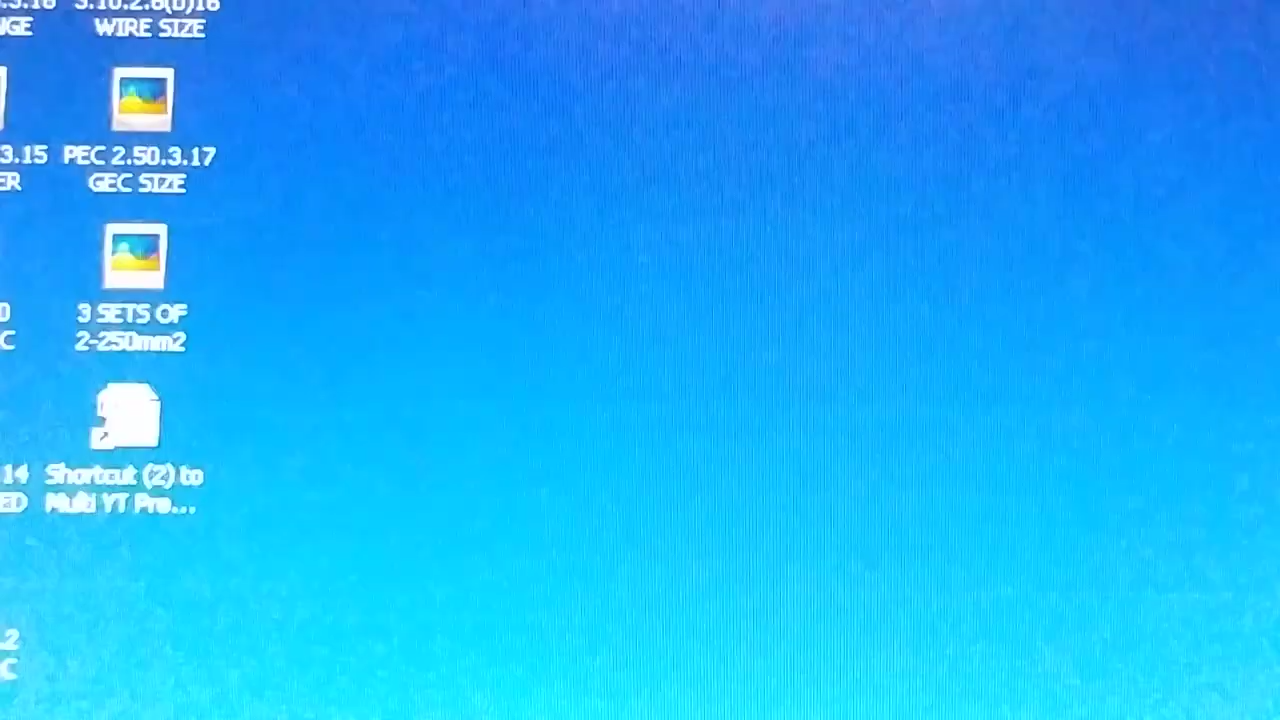 WIRE SIZE
3.15
ER
PEC 2.50.3.17
GEC SIZE
3 SETS OF
2-250mm2
C
14
ED
Shortcut (2) to
Multi YT Pro...
.2
C